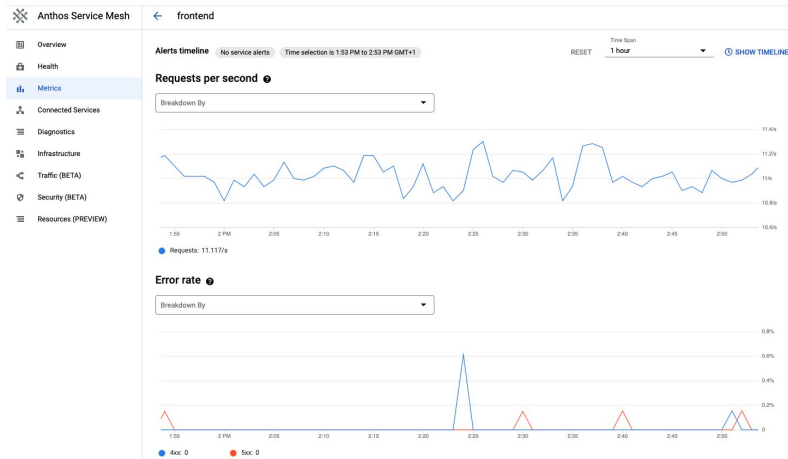 Anthos Service Mesh
frontend
Overview
Health
Metrics
Connected Services
Diagnostics
Infrastructure
Traffic (BETA)
Security (BETA)
Resources (PREVIEW)
Alerts timeline No service alerts Time selection is 1:53 PM to 2:53 PM GMT+1 RESET Time Span 1 hour SHOW TIMELINE
Requests per second
Breakdown By
11.4/s
11.2/s
11/s
10.8/s
10.6/s
1:55 2 PM 2:05 2:10 2:15 2:20 2:25 2:30 2:35 2:40 2:45 2:50
Requests: 11.117/s
Error rate
Breakdown By
0.8%
0.6%
0.4%
0.2%
0
1:55 2 PM 2:05 2:10 2:15 2:20 2:25 2:30 2:35 2:40 2:45 2:50
4xx: 0 5xx: 0